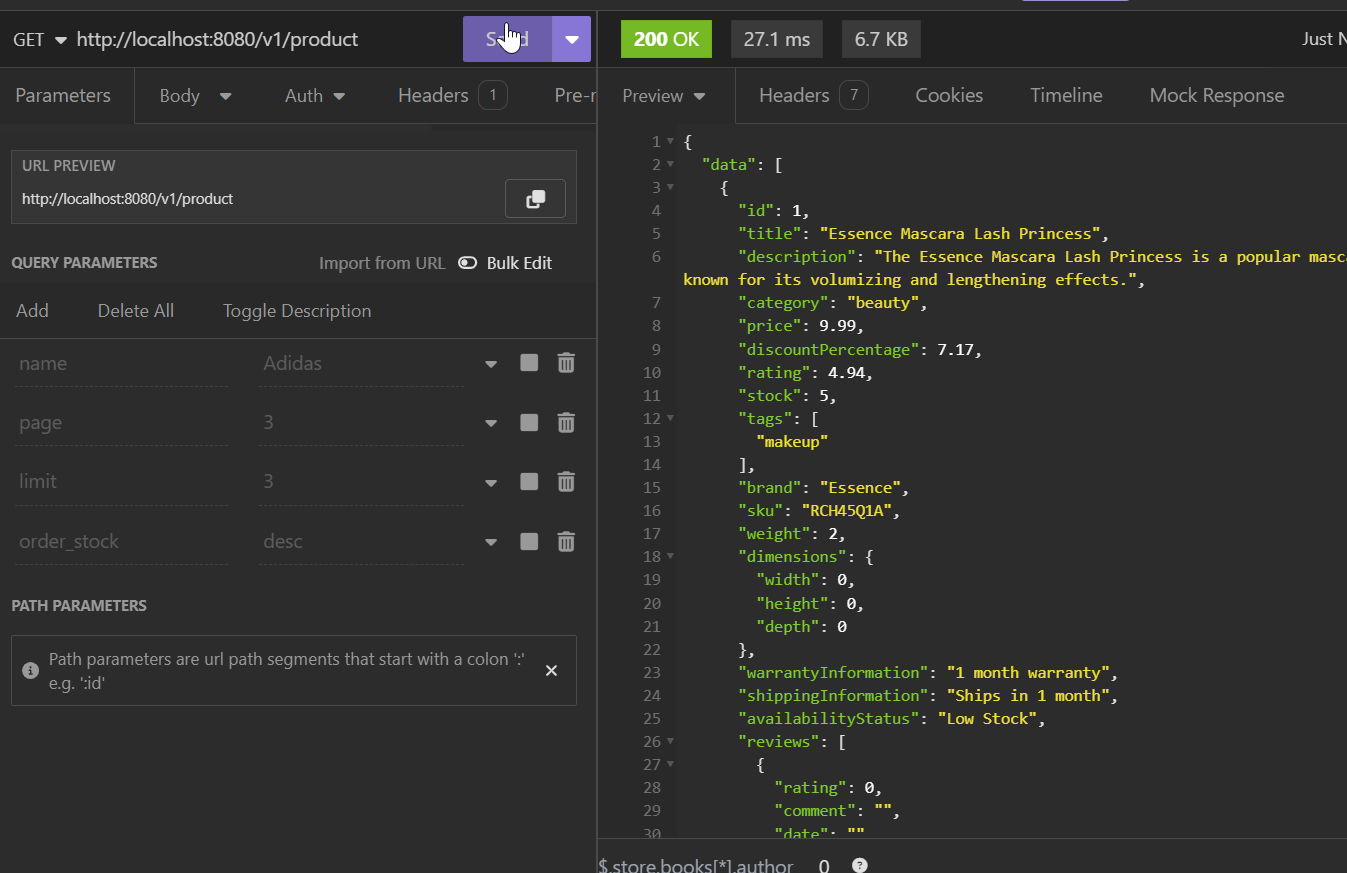 GET http://localhost:8080/v1/product
200 OK 27.1 ms 6.7 KB Just
Parameters Body Auth Headers 1
Preview Headers 7 Cookies Timeline Mock Response
URL PREVIEW
http://localhost:8080/v1/product
QUERY PARAMETERS Import from URL Bulk Edit
Add Delete All Toggle Description
name Adidas
page 3
limit 3
order_stock desc
PATH PARAMETERS
Path parameters are url path segments that start with a colon ':'
e.g. ':id'
1 {
2 "data": [
3 {
4 "id": 1,
5 "title": "Essence Mascara Lash Princess",
6 "description": "The Essence Mascara Lash Princess is a popular
known for its volumizing and lengthening effects.",
7 "category": "beauty",
8 "price": 9.99,
9 "discountPercentage": 7.17,
10 "rating": 4.94,
11 "stock": 5,
12 "tags": [
13 "makeup"
14 ],
15 "brand": "Essence",
16 "sku": "RCH45Q1A",
17 "weight": 2,
18 "dimensions": {
19 "width": 0,
20 "height": 0,
21 "depth": 0
22 },
23 "warrantyInformation": "1 month warranty",
24 "shippingInformation": "Ships in 1 month",
25 "availabilityStatus": "Low Stock",
26 "reviews": [
27 {
28 "rating": 0,
29 "comment": "",
30 "date": ""
$.store.books[*].author 0